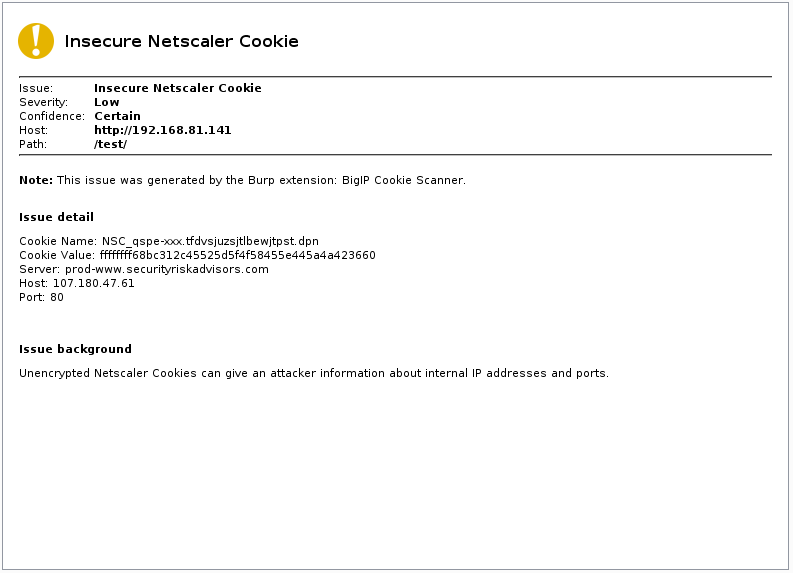 Insecure Netscaler Cookie
Issue: Insecure Netscaler Cookie
Severity: Low
Confidence: Certain
Host: http://192.168.81.141
Path: /test/
Note: This issue was generated by the Burp extension: BigIP Cookie Scanner.
Issue detail
Cookie Name: NSC_qspe-xxx.tfdvsjuzsjtlbewjtpst.dpn
Cookie Value: ffffffff68bc312c45525d5f4f58455e445a4a423660
Server: prod-www.securityriskadvisors.com
Host: 107.180.47.61
Port: 80
Issue background
Unencrypted Netscaler Cookies can give an attacker information about internal IP addresses and ports.